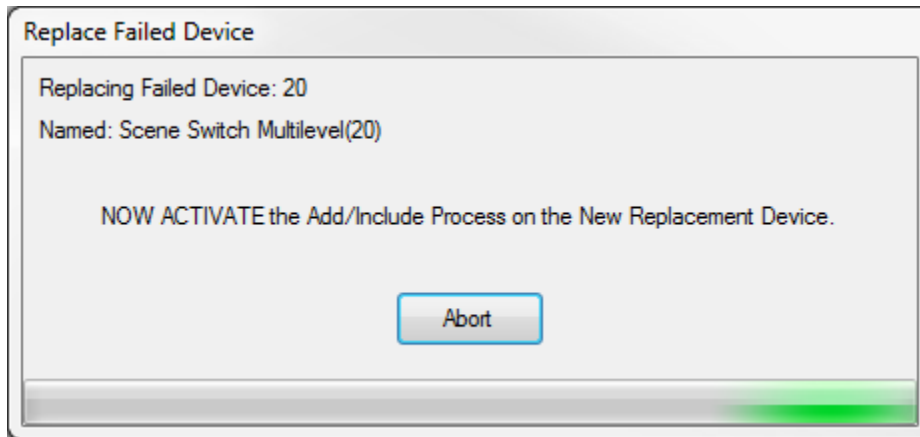 Replace Failed Device
Replacing Failed Device: 20
Named: Scene Switch Multilevel(20)
NOW ACTIVATE the Add/Include Process on the New Replacement Device.
Abort